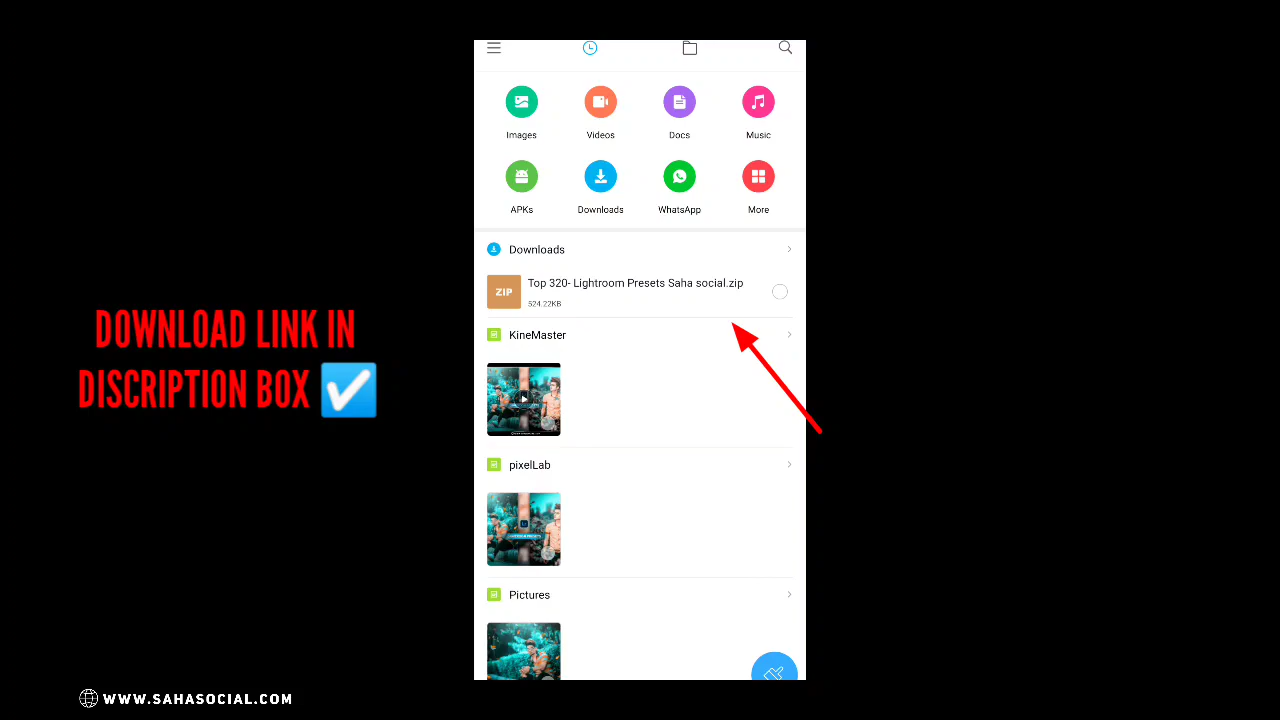 Images
Videos
Docs
Music
APKs
Downloads
WhatsApp
More
Downloads
ZIP
Top 320- Lightroom Presets Saha social.zip
524.22KB
KineMaster
pixelLab
Pictures
DOWNLOAD LINK IN
DISCRIPTION BOX ✅
WWW.SAHASOCIAL.COM